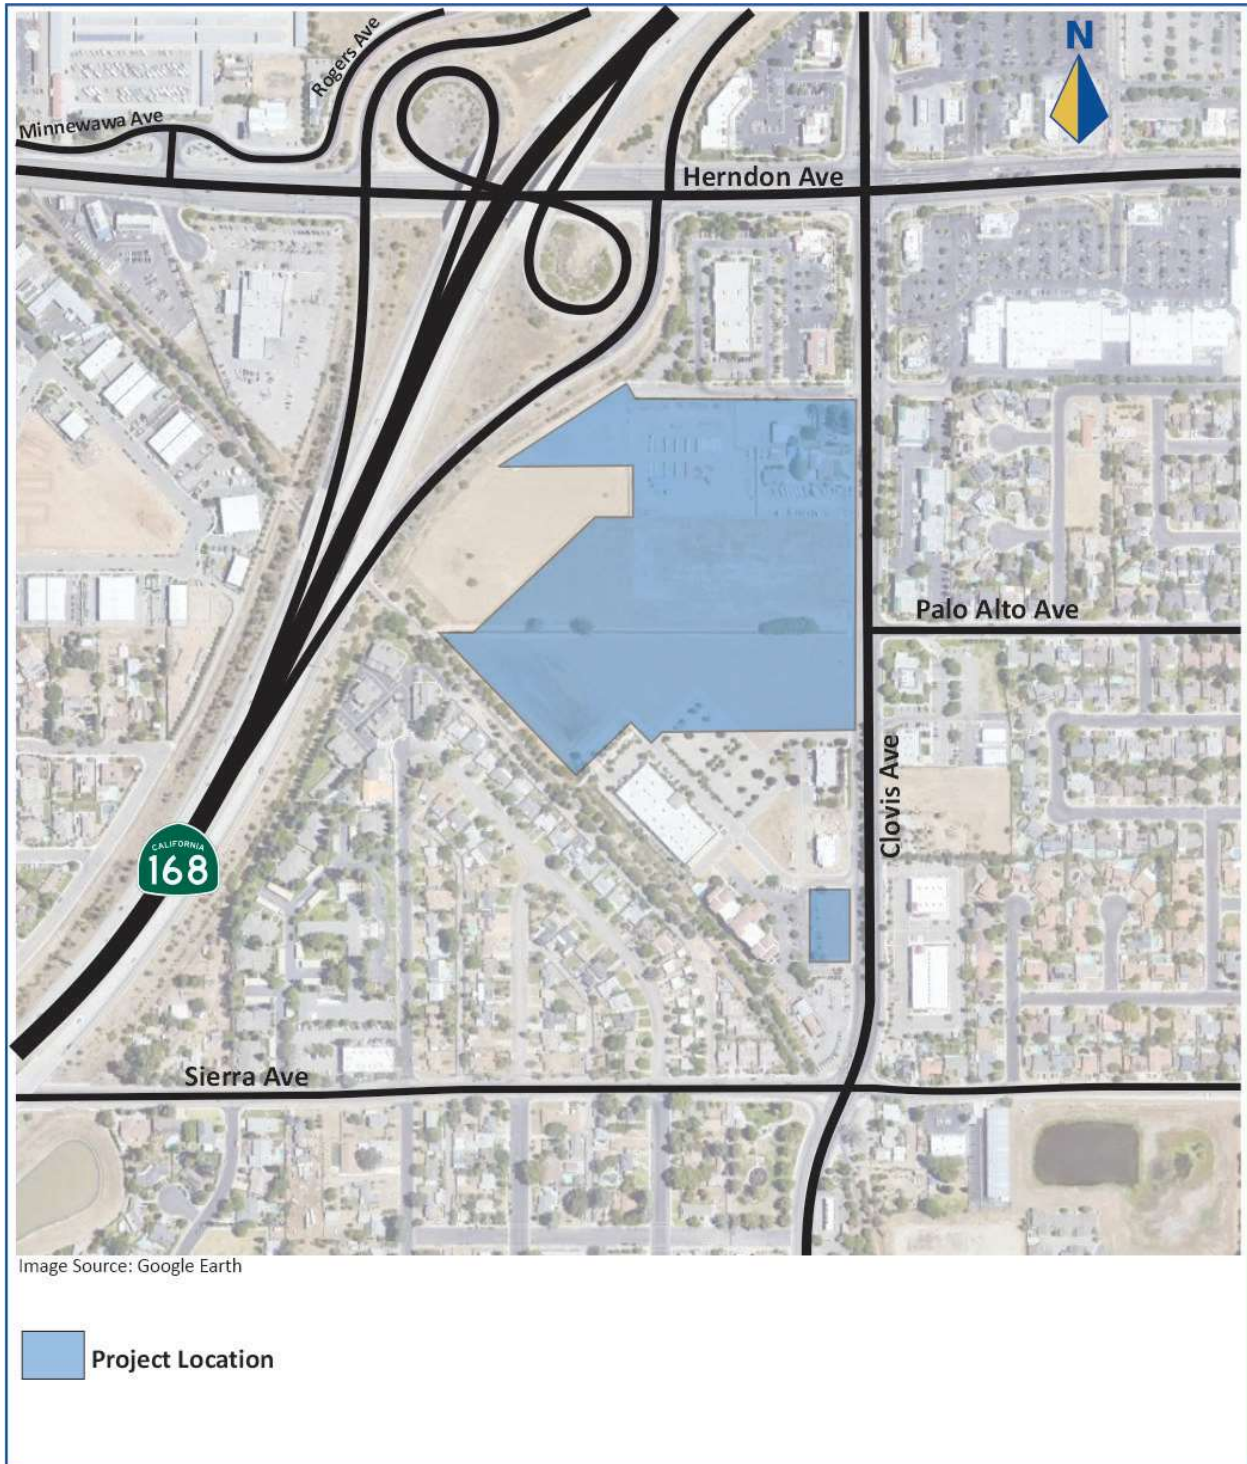 N
Rogers Ave
Minnewawa Ave
Herndon Ave
Palo Alto Ave
Clovis Ave
CALIFORNIA
168
Sierra Ave
Image Source: Google Earth
Project Location